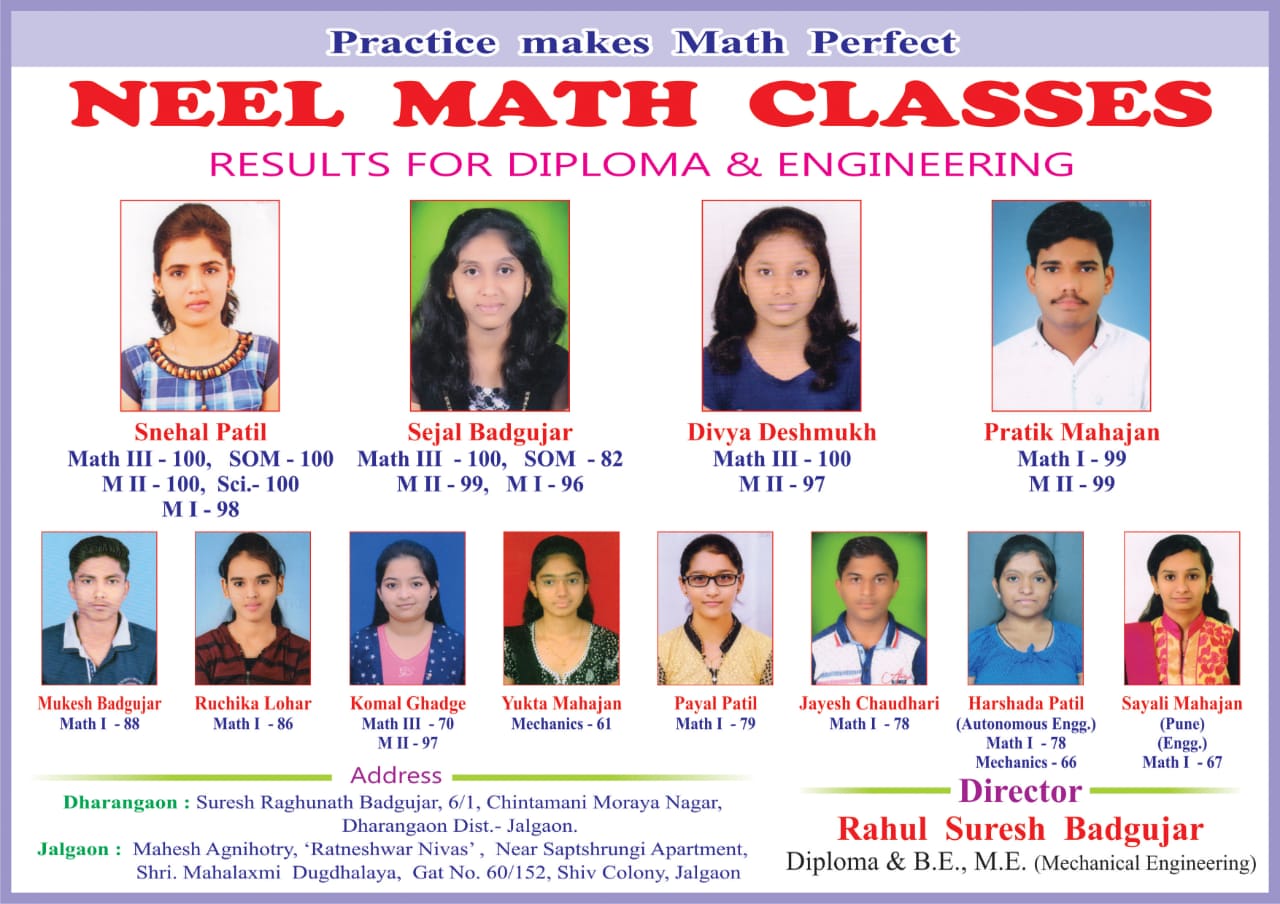 Practice makes Math Perfect
NEEL MATH CLASSES
RESULTS FOR DIPLOMA & ENGINEERING
Snehal Patil
Math III - 100, SOM - 100
M II - 100, Sci.- 100
M I - 98
Sejal Badgujar
Math III - 100, SOM - 82
M II - 99, M I - 96
Divya Deshmukh
Math III - 100
M II - 97
Pratik Mahajan
Math I - 99
M II - 99
Mukesh Badgujar
Math I - 88
Ruchika Lohar
Math I - 86
Komal Ghadge
Math III - 70
M II - 97
Yukta Mahajan
Mechanics - 61
Payal Patil
Math I - 79
Jayesh Chaudhari
Math I - 78
Harshada Patil
(Autonomous Engg.)
Math I - 78
Mechanics - 66
Sayali Mahajan
(Pune)
(Engg.)
Math I - 67
Address
Dharangaon : Suresh Raghunath Badgujar, 6/1, Chintamani Moraya Nagar,
Dharangaon Dist.- Jalgaon.
Jalgaon : Mahesh Agnihotry, ‘Ratneshwar Nivas’ , Near Saptshrungi Apartment,
Shri. Mahalaxmi Dugdhalaya, Gat No. 60/152, Shiv Colony, Jalgaon
Director
Rahul Suresh Badgujar
Diploma & B.E., M.E. (Mechanical Engineering)